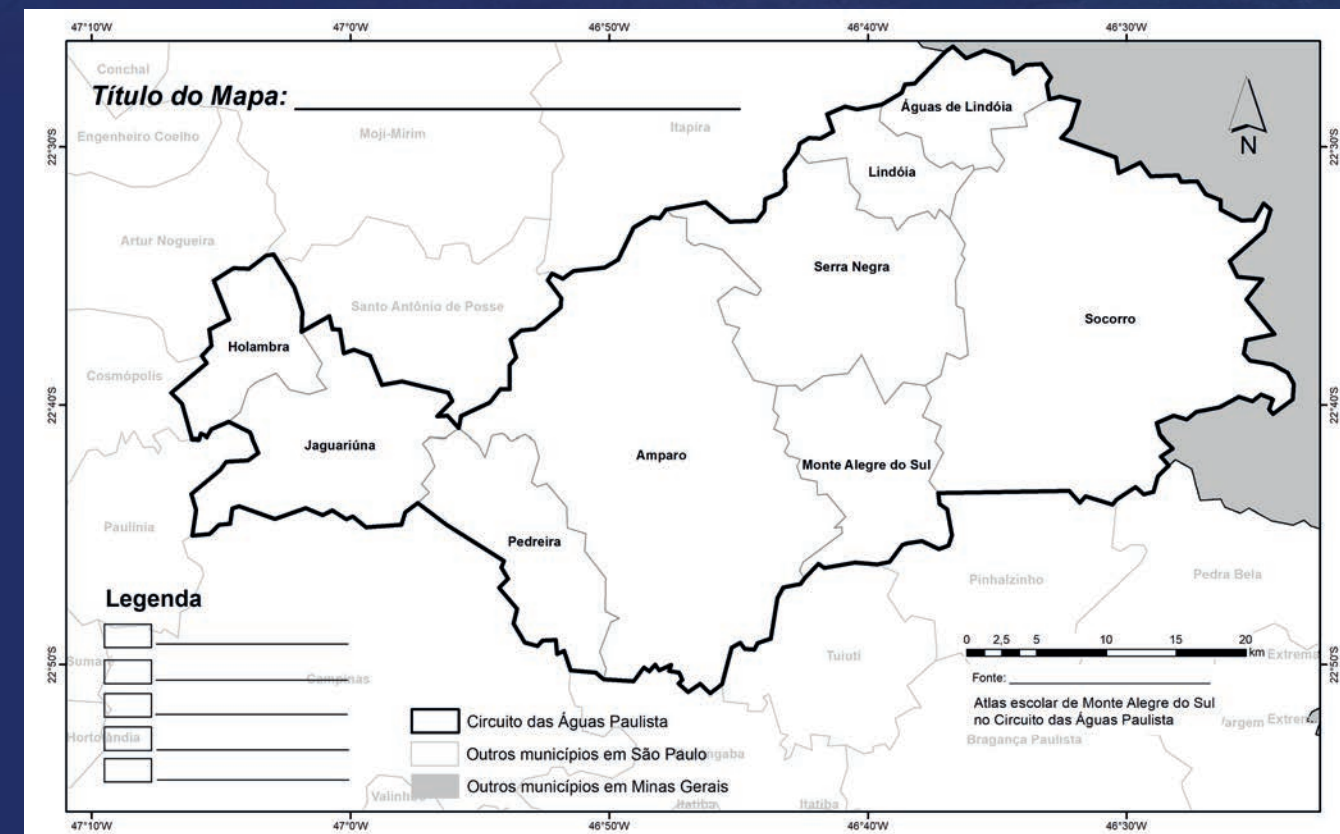 47°10'W 47°0'W 46°50'W 46°40'W 46°30'W
Conchal
Título do Mapa:
Engenheiro Coelho
Moji-Mirim
Itapira
Águas de Lindóia
N
22°30'S
22°30'S
Lindóia
Artur Nogueira
Serra Negra
Santo Antônio de Posse
Socorro
Holambra
Cosmópolis
22°40'S
22°40'S
Jaguariúna
Amparo
Monte Alegre do Sul
Paulínia
Pedreira
Pinhalzinho
Pedra Bela
Legenda
0 2,5 5 10 15 20
km
Extrema
Tuiuti
22°50'S
22°50'S
Campinas
Fonte:
Atlas escolar de Monte Alegre do Sul
no Circuito das Águas Paulista
Bragança Paulista
Circuito das Águas Paulista
Outros municípios em São Paulo
Outros municípios em Minas Gerais
Itatiba
Itatiba
47°10'W 47°0'W 46°50'W 46°40'W 46°30'W